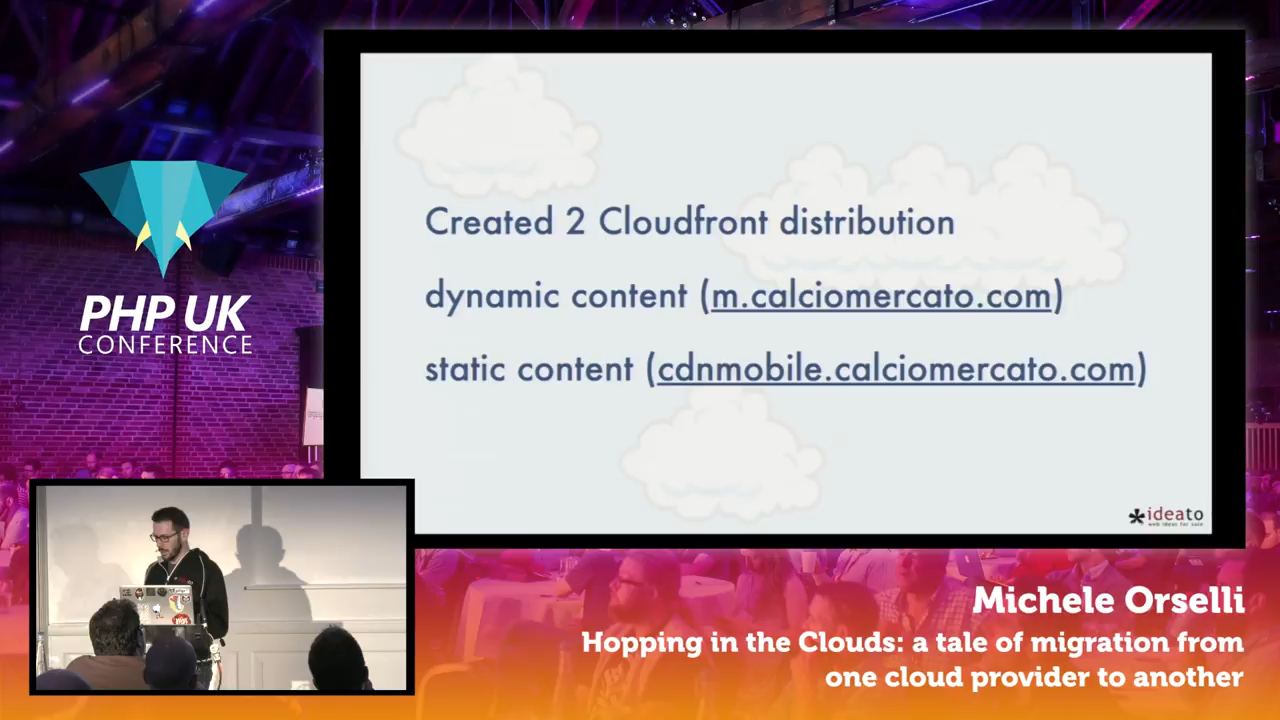 Created 2 Cloudfront distribution
dynamic content (m.calciomercato.com)
static content (cdnmobile.calciomercato.com)
*ideato
web ideas for sale
PHP UK
CONFERENCE
Michele Orselli
Hopping in the Clouds: a tale of migration from
one cloud provider to another